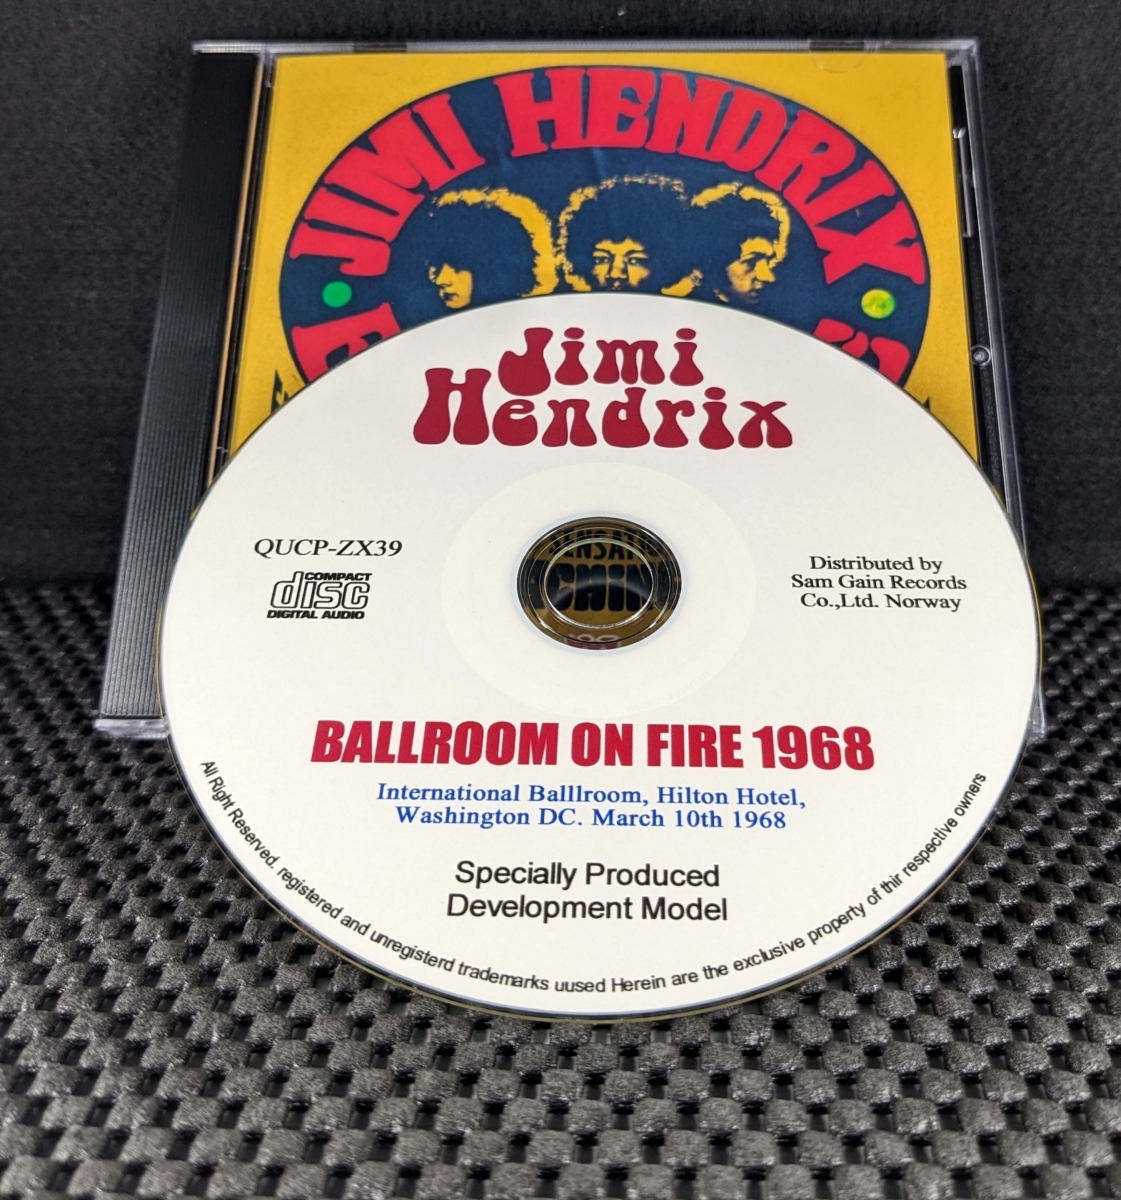 JIMI HENDRIX
Jimi
Hendrix
QUCP-ZX39
COMPACT
disc
DIGITAL AUDIO
Distributed by
Sam Gain Records
Co.,Ltd. Norway
BALLROOM ON FIRE 1968
International Balllroom, Hilton Hotel,
Washington DC. March 10th 1968
Specially Produced
Development Model
All Right Reserved. registered and unregisterd trademarks uused Herein are the exclusive property of thir respective owners